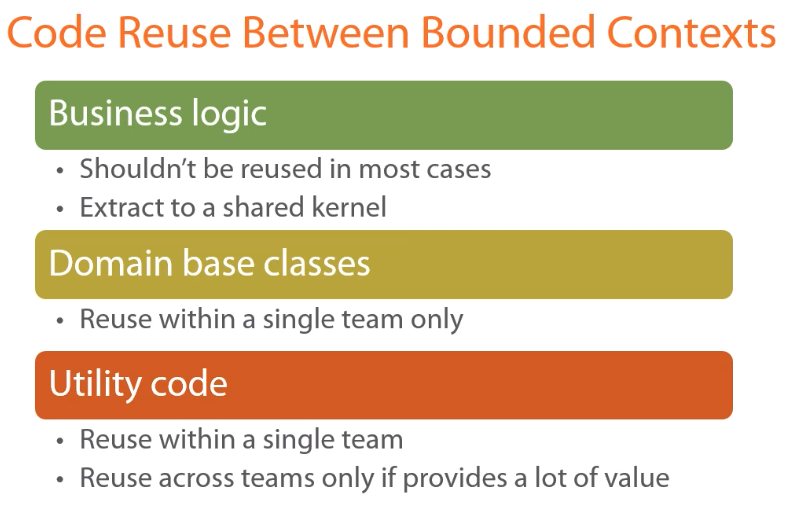 Code Reuse Between Bounded Contexts
Business logic
• Shouldn't be reused in most cases
• Extract to a shared kernel
Domain base classes
• Reuse within a single team only
Utility code
• Reuse within a single team
• Reuse across teams only if provides a lot of value